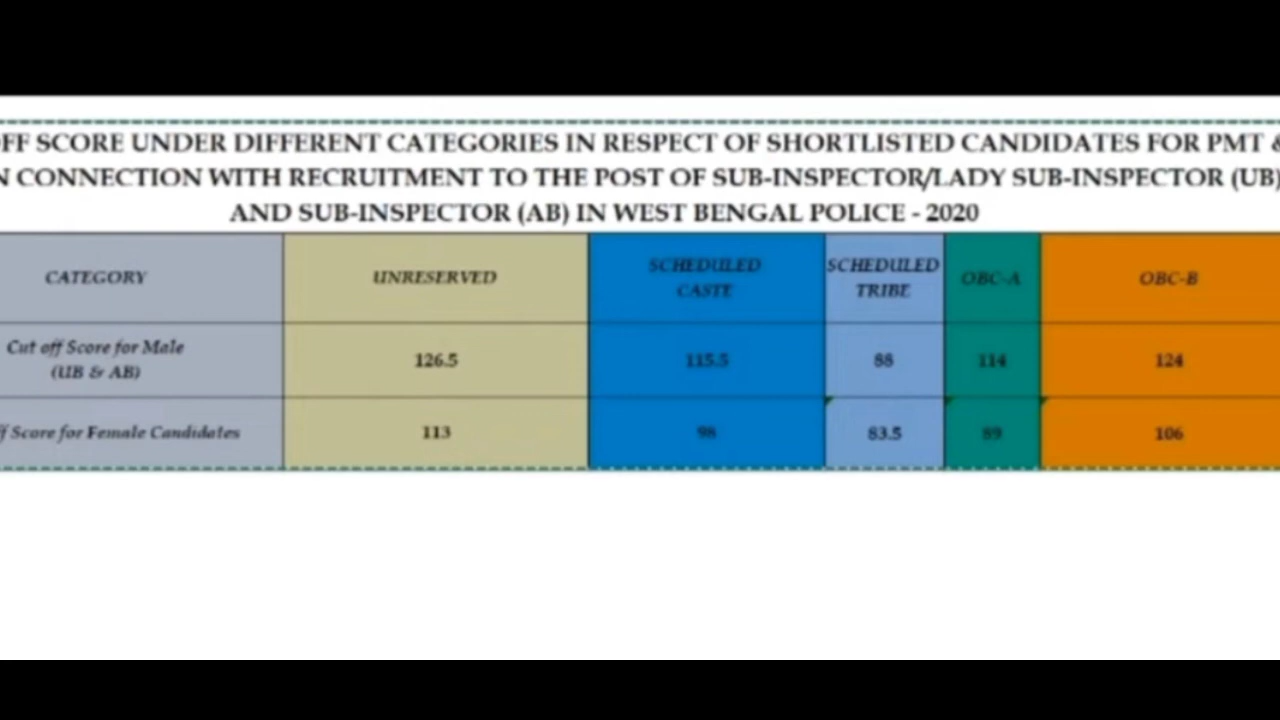 FF SCORE UNDER DIFFERENT CATEGORIES IN RESPECT OF SHORTLISTED CANDIDATES FOR PMT &
N CONNECTION WITH RECRUITMENT TO THE POST OF SUB-INSPECTOR/LADY SUB-INSPECTOR (UB)
AND SUB-INSPECTOR (AB) IN WEST BENGAL POLICE - 2020
CATEGORY UNRESERVED SCHEDULED CASTE SCHEDULED TRIBE OBC-A OBC-B
Cut off Score for Male (UB & AB) 126.5 115.5 88 114 124
f Score for Female Candidates 113 98 83.5 89 106